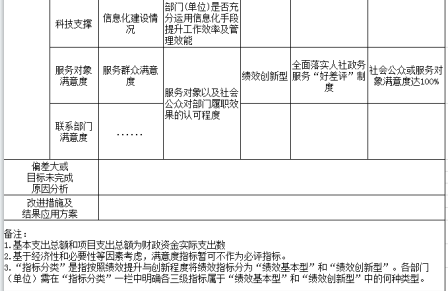 科技支撑
信息化建设情
况
部门(单位)是否充
分运用信息化手段
提升工作效率及管
理效能
服务对象
满意度
服务群众满意
度
服务对象以及社会
公众对部门履职效
果的认可程度
绩效创新型
全面落实人社政务
服务“好差评”制
度
社会公众或服务对
象满意度达100%
联系部门
满意度
......
偏差大或
目标未完成
原因分析
改进措施及
结果应用方案
备注：
1.基本支出总额和项目支出总额为财政资金实际支出数
2.基于经济性和必要性等因素考虑，满意度指标暂可不作为必评指标。
3.“指标分类”是指按照绩效提升与创新程度将绩效指标分为“绩效基本型”和“绩效创新型”。各部门
（单位）需在“指标分类”一栏中明确各三级指标属于“绩效基本型”和“绩效创新型”中的何种类型。